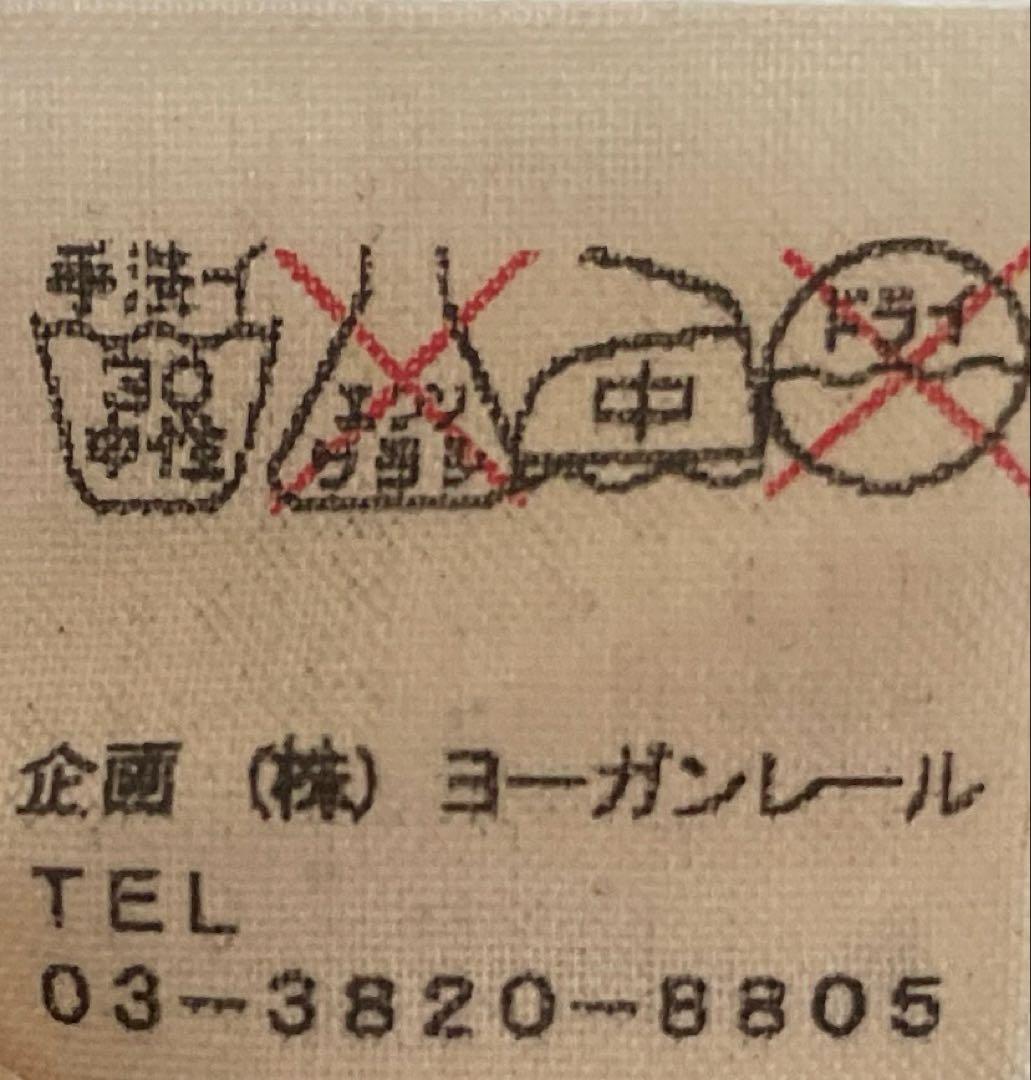 手洗イ
30
中性
エンソ
サラシ
中
ドライ
企画 (株) ヨーガンレール
TEL
03-3820-8805